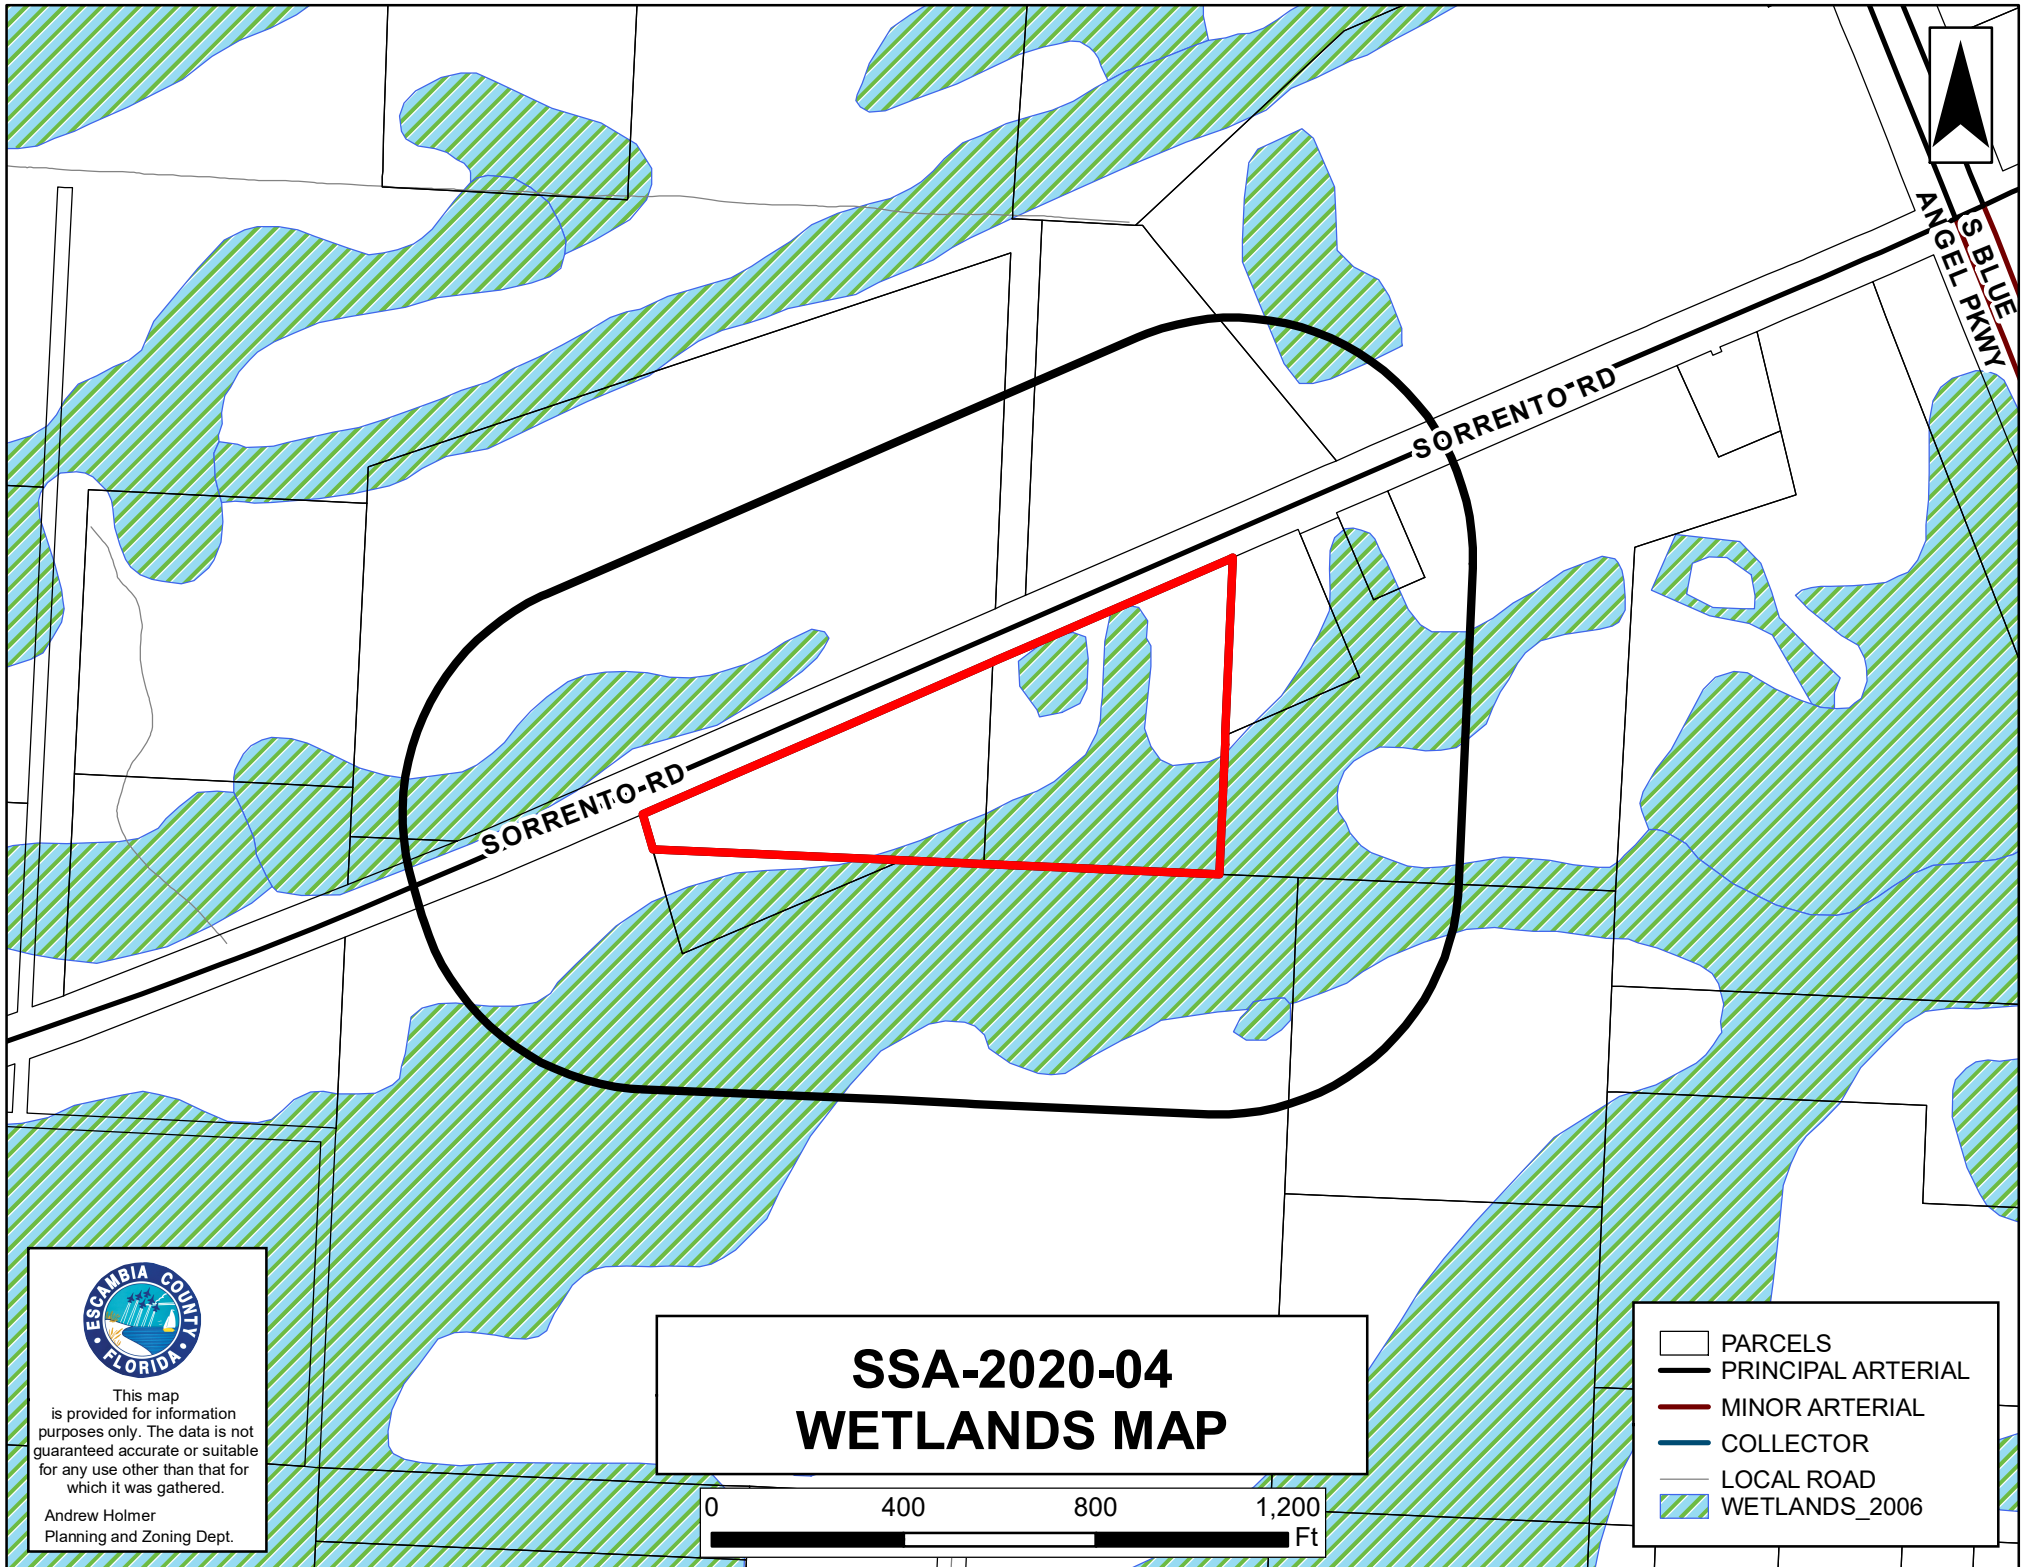 S BLUE
ANGEL PKWY
SORRENTO RD
SORRENTO RD
ESCAMBIA COUNTY
FLORIDA
This map
is provided for information
purposes only. The data is not
guaranteed accurate or suitable
for any use other than that for
which it was gathered.
Andrew Holmer
Planning and Zoning Dept.
SSA-2020-04
WETLANDS MAP
0 400 800 1,200
Ft
PARCELS
PRINCIPAL ARTERIAL
MINOR ARTERIAL
COLLECTOR
LOCAL ROAD
WETLANDS_2006